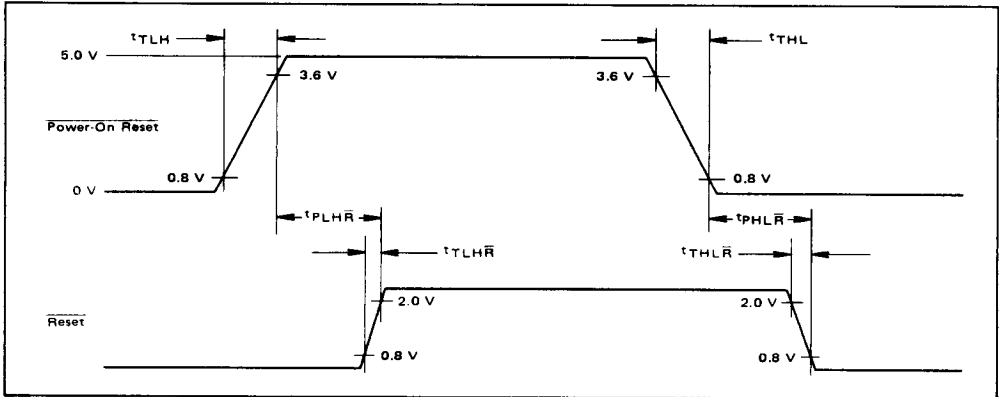 tTLH
tTHL
5.0 V
3.6 V
3.6 V
Power-On Reset
0.8 V
0.8 V
0 V
tPLHR̅
tPHLR̅
tTLHR̅
tTHLR̅
2.0 V
2.0 V
Reset
0.8 V
0.8 V